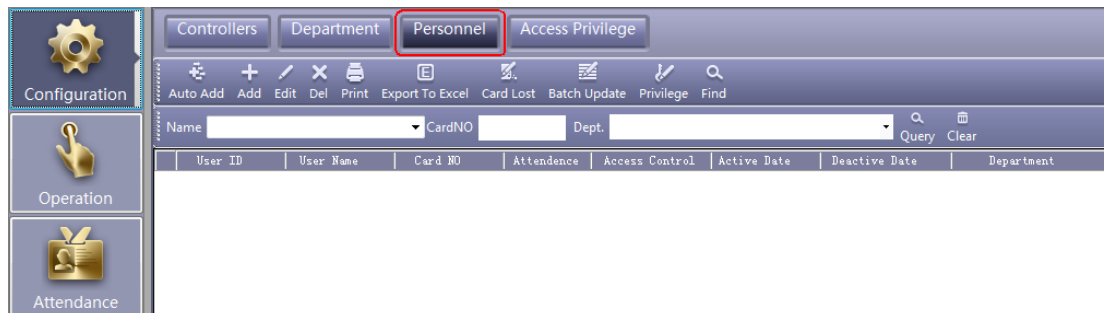 Controllers Department Personnel Access Privilege
Auto Add Add Edit Del Print E Export To Excel Card Lost Batch Update Privilege Find
Configuration
Name CardNO Dept. Query Clear
User ID User Name Card NO Attendence Access Control Active Date Deactive Date Department
Operation
Attendance